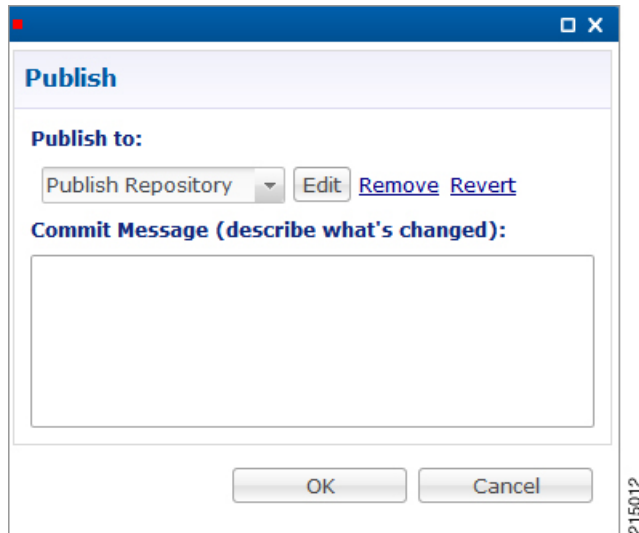 Publish
Publish to:
Publish Repository Edit Remove Revert
Commit Message (describe what's changed):
OK Cancel
215012